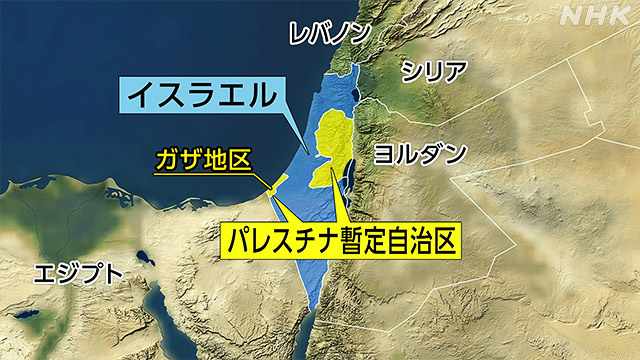 NHK
レバノン
シリア
イスラエル
ヨルダン
ガザ地区
パレスチナ暫定自治区
エジプト